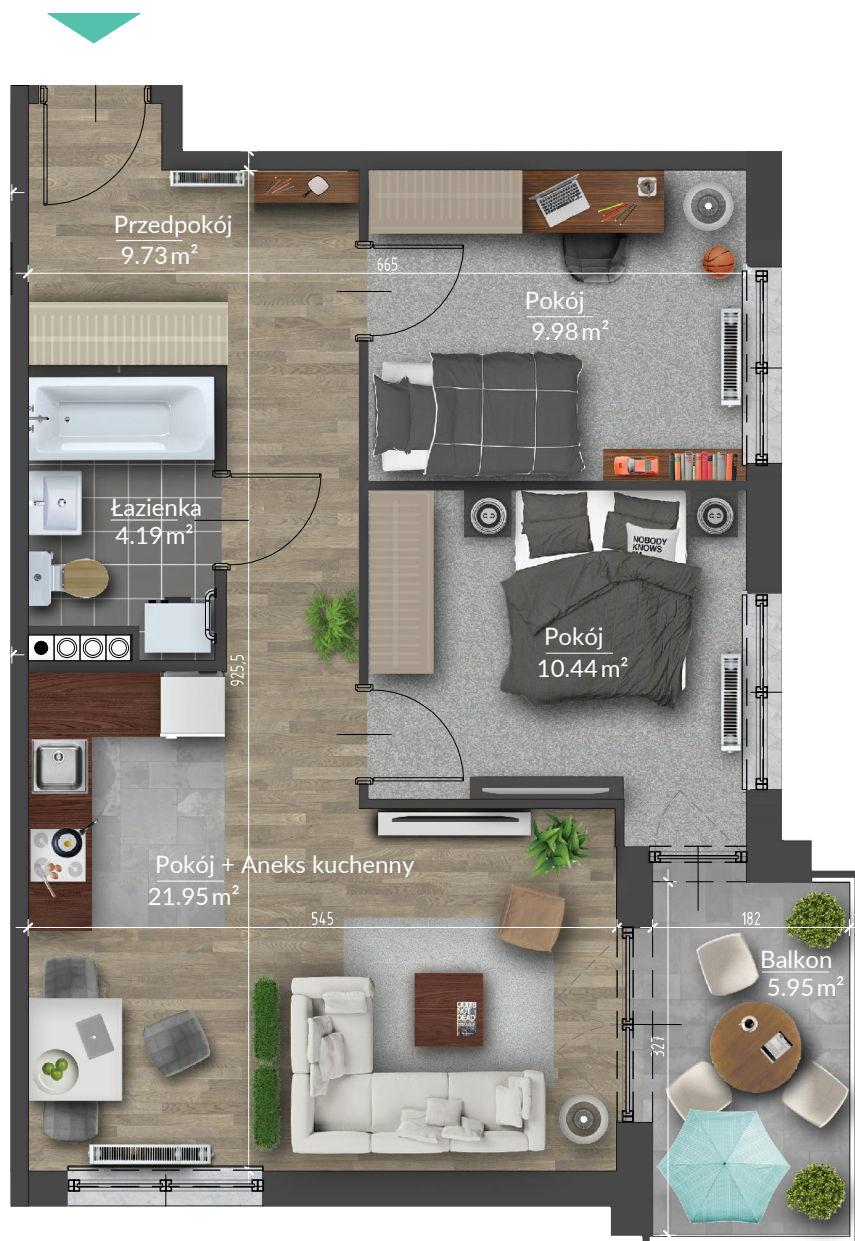 Przedpokój
9.73 m²
665
Pokój
9.98 m²
Łazienka
4.19 m²
NOBODY
KNOWS
Pokój
10.44 m²
925,5
Pokój + Aneks kuchenny
21.95 m²
545
182
Balkon
5.95 m²
NOT
DEAD
327